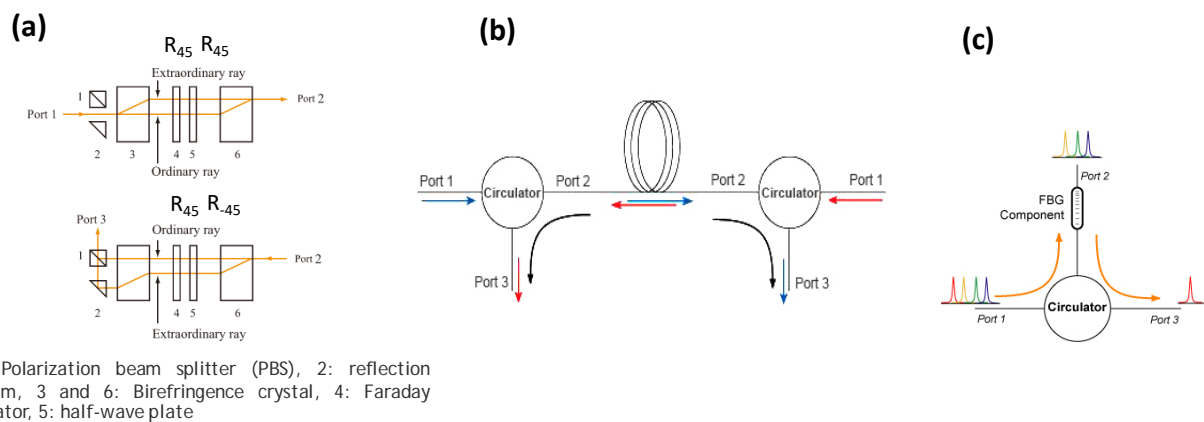 (a)
R45 R45
Extraordinary ray
1
Port 1
Port 2
2 3 4 5 6
Ordinary ray
R45 R-45
Port 3
Ordinary ray
1
Port 2
2 3 4 5 6
Extraordinary ray
Polarization beam splitter (PBS), 2: reflection
3 and 6: Birefringence crystal, 4: Faraday
5: half-wave plate
(b)
Port 1
Circulator
Port 2
Port 2
Circulator
Port 1
Port 3
Port 3
(c)
Port 2
FBG
Component
Circulator
Port 1
Port 3